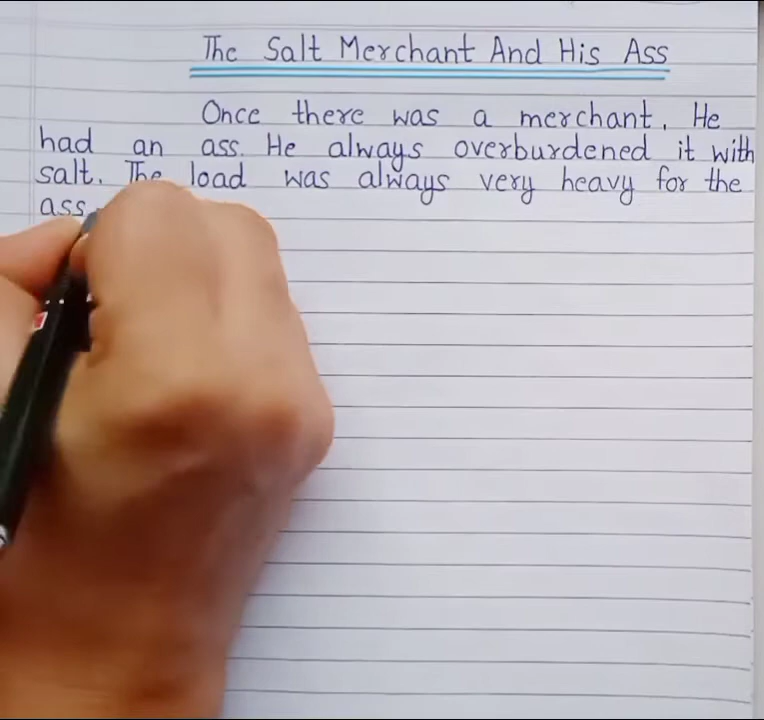 The Salt Merchant And His Ass
Once there was a merchant. He
had an ass. He always overburdened it with
salt. The load was always very heavy for the
ass.